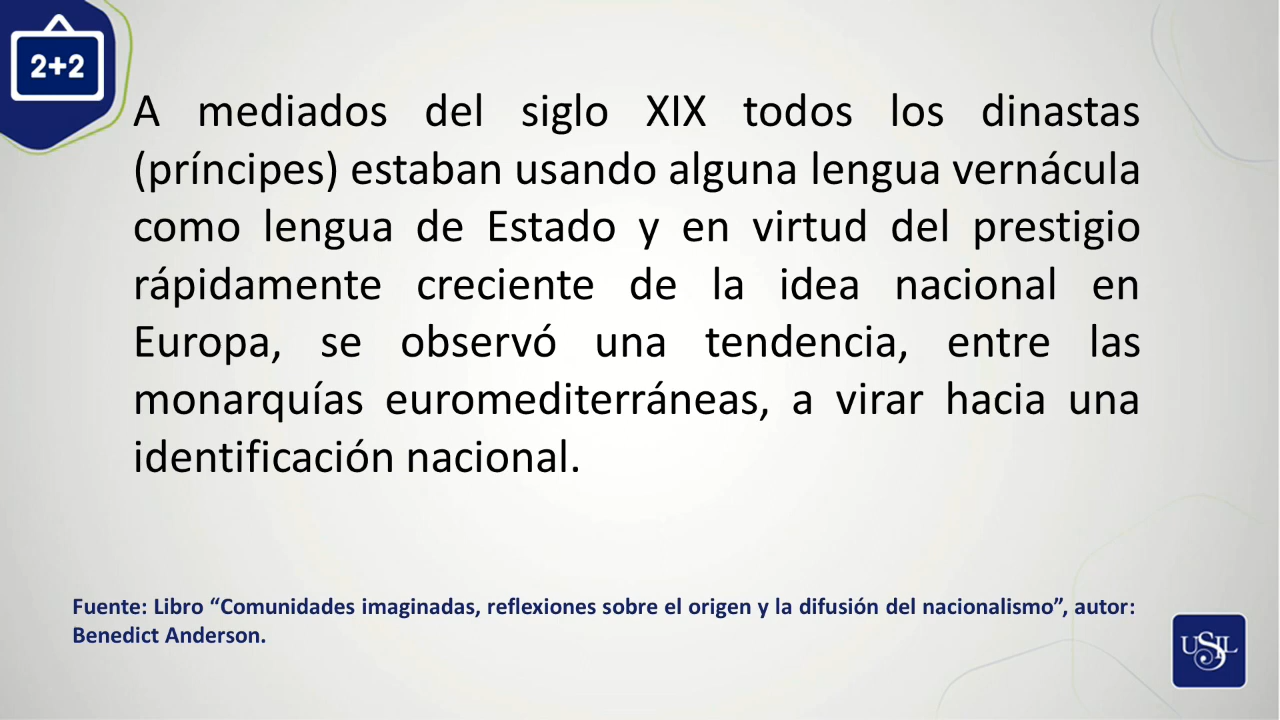 2+2
A mediados del siglo XIX todos los dinastas
(príncipes) estaban usando alguna lengua vernácula
como lengua de Estado y en virtud del prestigio
rápidamente creciente de la idea nacional en
Europa, se observó una tendencia, entre las
monarquías euromediterráneas, a virar hacia una
identificación nacional.
Fuente: Libro “Comunidades imaginadas, reflexiones sobre el origen y la difusión del nacionalismo”, autor:
Benedict Anderson.
USIL